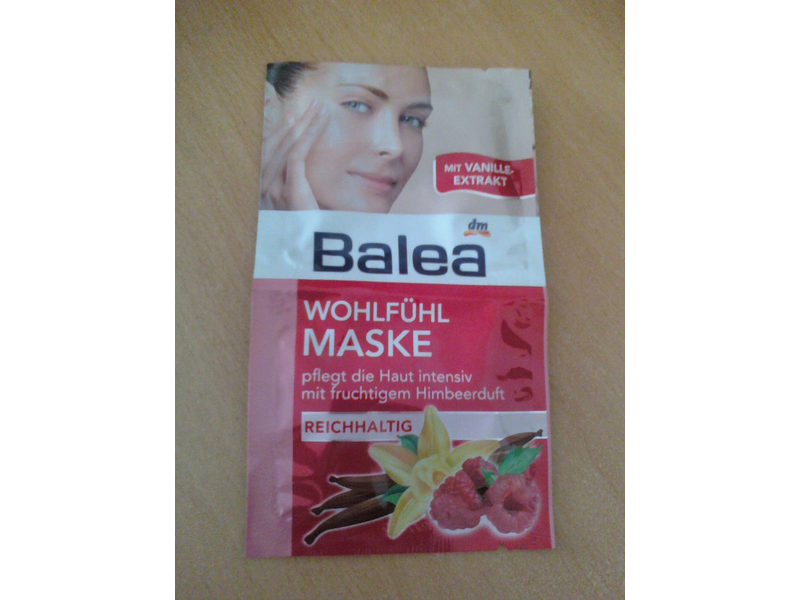 MIT VANILLE-
EXTRAKT
dm
Balea
WOHLFÜHL
MASKE
pflegt die Haut intensiv
mit fruchtigem Himbeerduft
REICHHALTIG